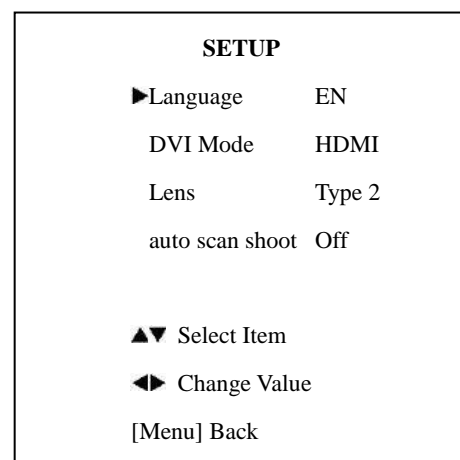 SETUP
▶Language EN
DVI Mode HDMI
Lens Type 2
auto scan shoot Off
▲▼ Select Item
◀▶ Change Value
[Menu] Back